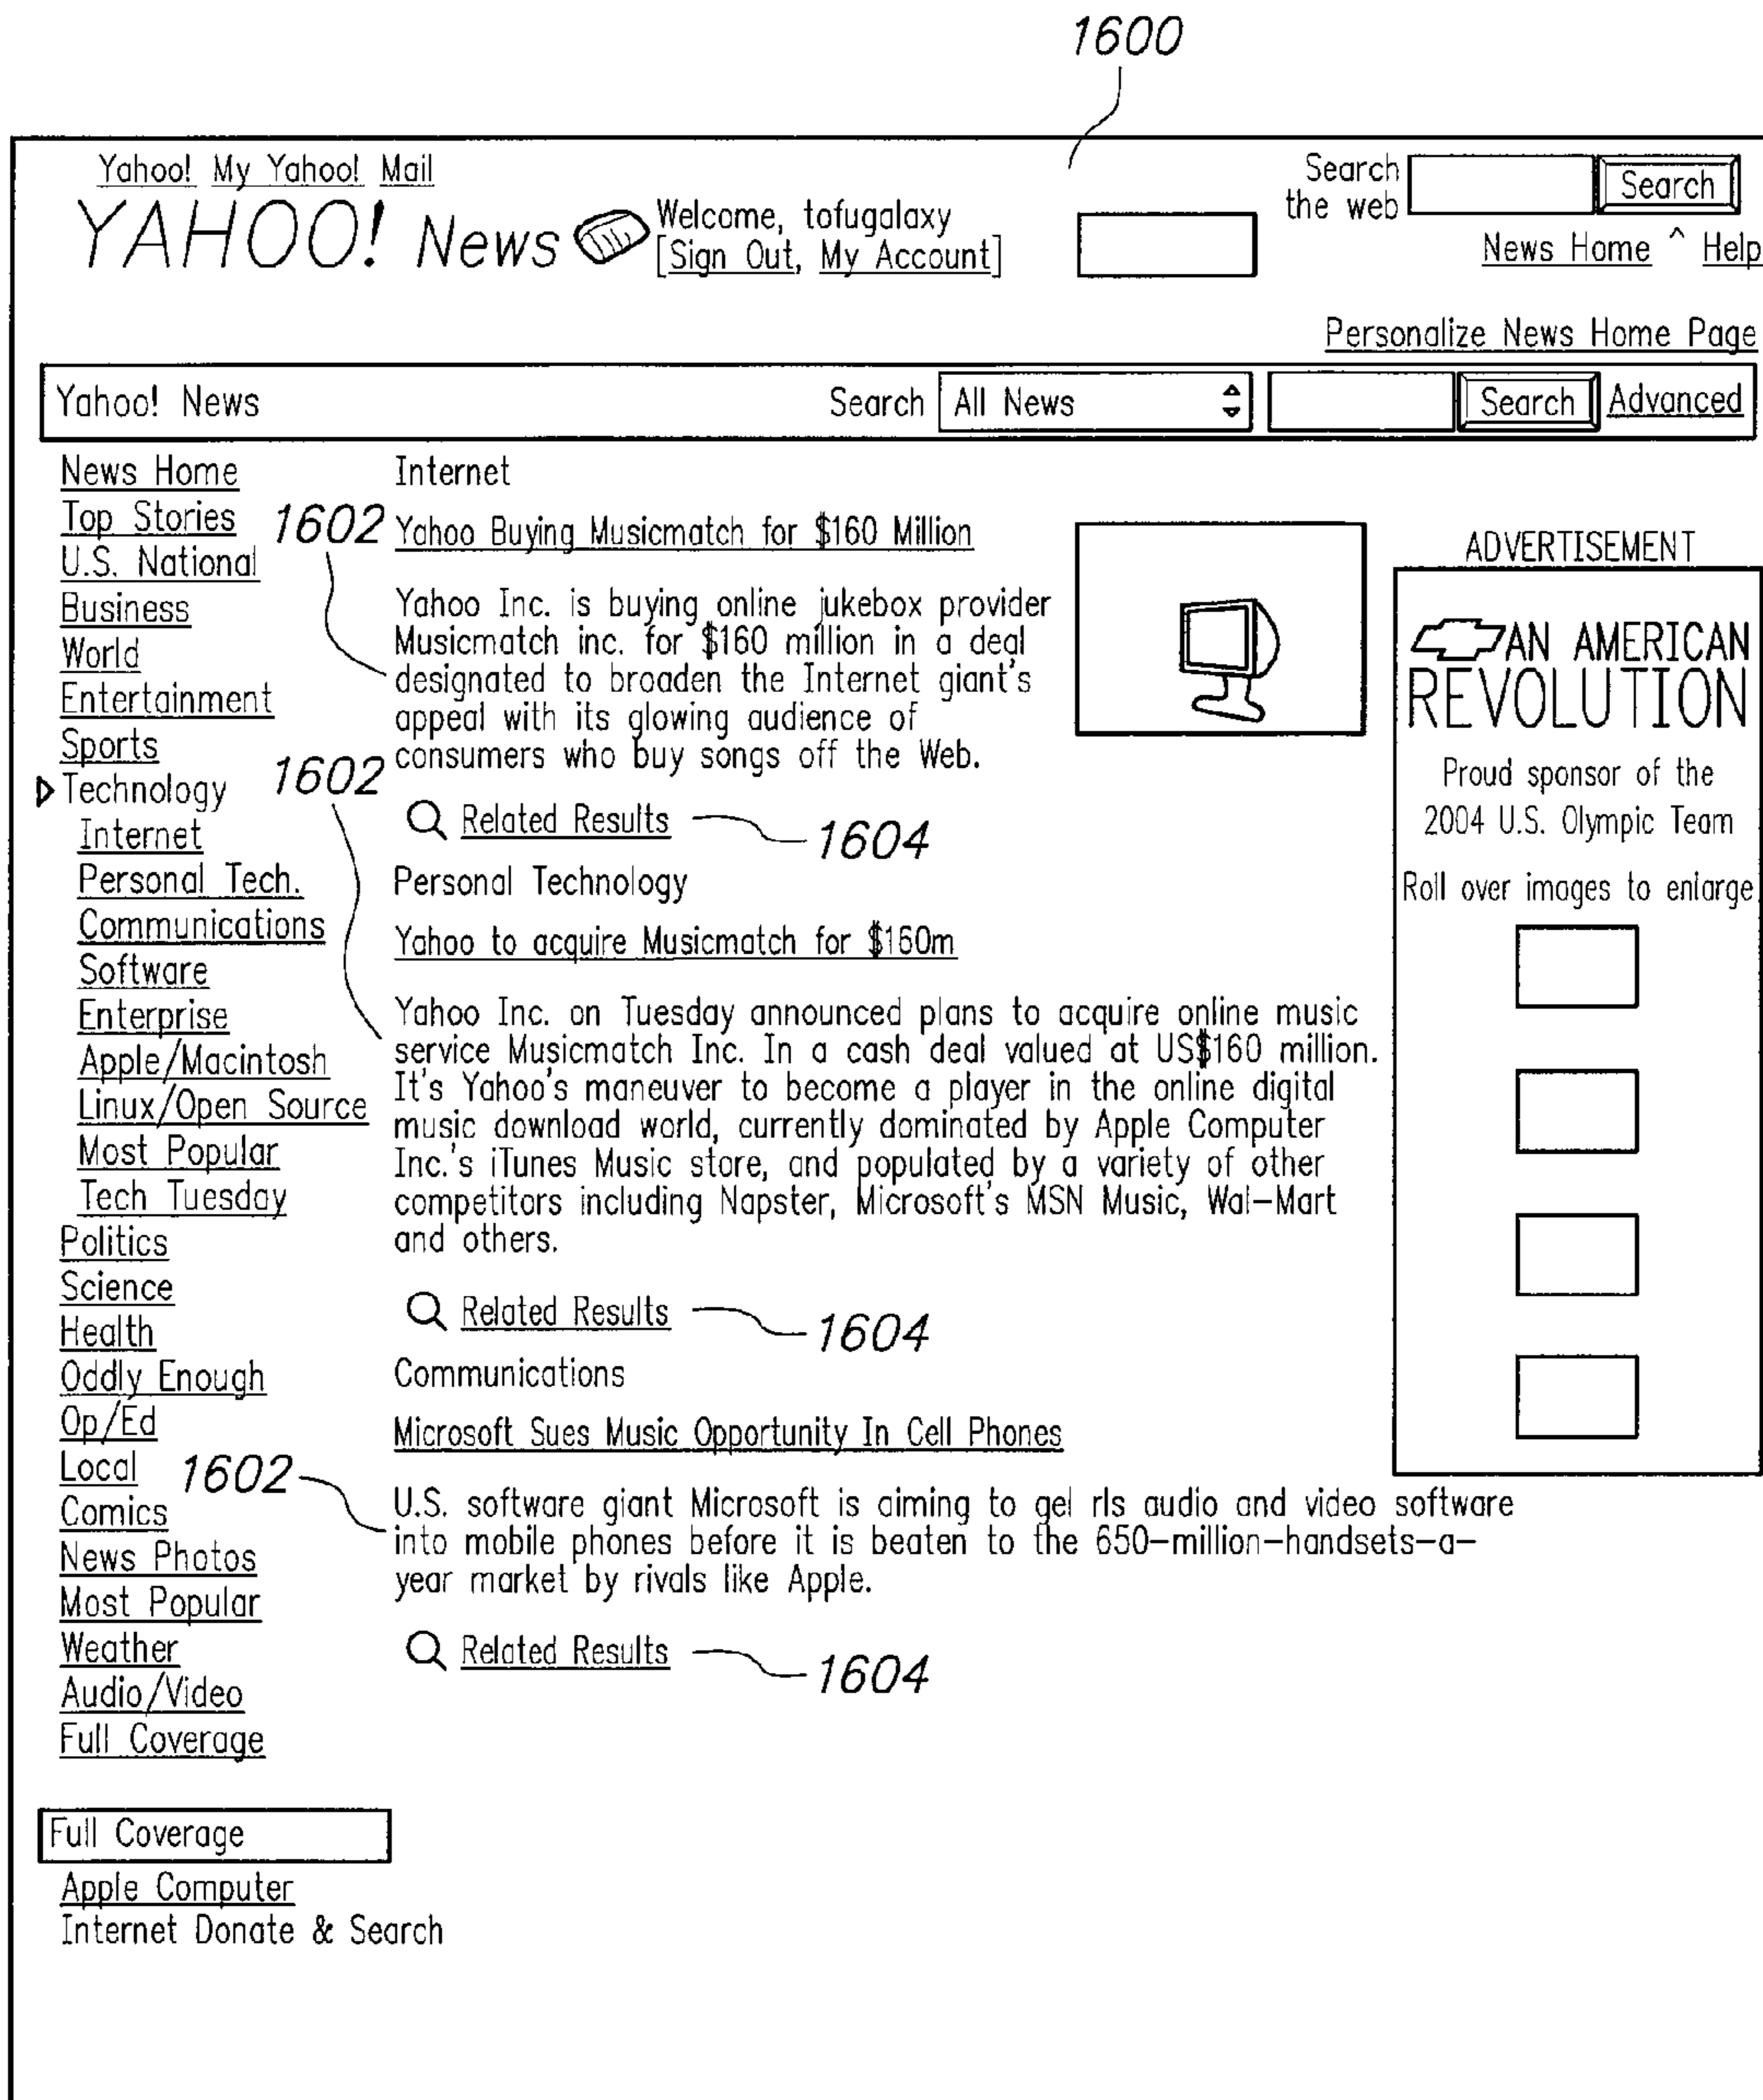 1600
Yahoo! My Yahoo! Mail
YAHOO! News
Welcome, tofugalaxy
[Sign Out, My Account]
Search
the web
Search
News Home ^ Help
Personalize News Home Page
Yahoo! News
Search
All News
Search
Advanced
News Home
Top Stories
U.S. National
Business
World
Entertainment
Sports
Technology
Internet
Personal Tech.
Communications
Software
Enterprise
Apple/Macintosh
Linux/Open Source
Most Popular
Tech Tuesday
Politics
Science
Health
Oddly Enough
Op/Ed
Local
Comics
News Photos
Most Popular
Weather
Audio/Video
Full Coverage
Full Coverage
Apple Computer
Internet Donate & Search
Internet
1602
Yahoo Buying Musicmatch for $160 Million
Yahoo Inc. is buying online jukebox provider
Musicmatch inc. for $160 million in a deal
designated to broaden the Internet giant's
appeal with its glowing audience of
consumers who buy songs off the Web.
1602
Related Results
1604
Personal Technology
Yahoo to acquire Musicmatch for $160m
Yahoo Inc. on Tuesday announced plans to acquire online music
service Musicmatch Inc. In a cash deal valued at US$160 million.
It's Yahoo's maneuver to become a player in the online digital
music download world, currently dominated by Apple Computer
Inc.'s iTunes Music store, and populated by a variety of other
competitors including Napster, Microsoft's MSN Music, Wal-Mart
and others.
Related Results
1604
Communications
Microsoft Sues Music Opportunity In Cell Phones
1602
U.S. software giant Microsoft is aiming to gel rls audio and video software
into mobile phones before it is beaten to the 650-million-handsets-a-
year market by rivals like Apple.
Related Results
1604
ADVERTISEMENT
AN AMERICAN
REVOLUTION
Proud sponsor of the
2004 U.S. Olympic Team
Roll over images to enlarge